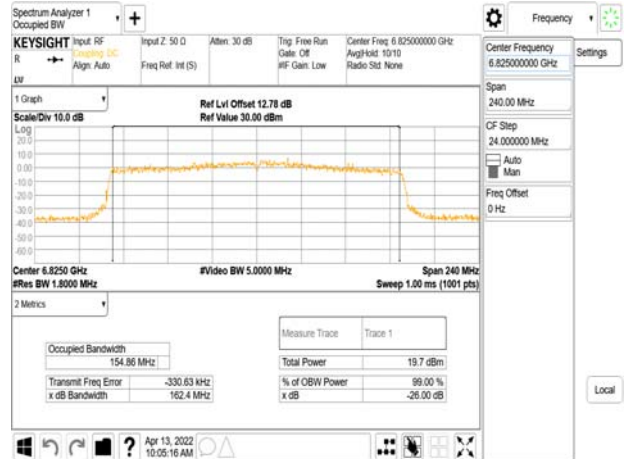 Spectrum Analyzer 1
Occupied BW
Frequency
KEYSIGHT Input: RF Input Z: 50 Ω Atten: 30 dB Trig: Free Run Center Freq: 6.825000000 GHz
R Coupling: DC Gate: Off Avg|Hold: 10/10
Align: Auto Freq Ref: Int (S) #IF Gain: Low Radio Std: None
Center Frequency
6.825000000 GHz
Settings
Span
240.00 MHz
CF Step
24.000000 MHz
Auto
Man
Freq Offset
0 Hz
Local
1 Graph
Ref Lvl Offset 12.78 dB
Scale/Div 10.0 dB Ref Value 30.00 dBm
Log
20.0
10.0
0.00
-10.0
-20.0
-30.0
-40.0
-50.0
-60.0
Center 6.8250 GHz #Video BW 5.0000 MHz Span 240 MHz
#Res BW 1.8000 MHz Sweep 1.00 ms (1001 pts)
2 Metrics
Measure Trace Trace 1
Occupied Bandwidth
154.86 MHz Total Power 19.7 dBm
Transmit Freq Error -330.63 kHz % of OBW Power 99.00 %
x dB Bandwidth 162.4 MHz x dB -26.00 dB
? Apr 13, 2022
10:05:16 AM